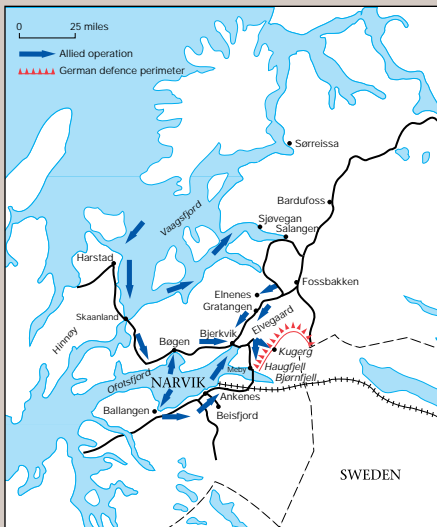 0 25 miles
Allied operation
German defence perimeter
Sørreissa
Bardufoss
Vaagsfjord
Sjøvegan
Salangen
Harstad
Fossbakken
Elnenes
Gratangen
Skaanland
Elvegaard
Hinnøy
Bjerkvik
Bøgen
Kugerg
Meby
Haugfjell
Ofotsfjord
NARVIK
Bjørnfjell
Ankenes
Ballangen
Beisfjord
SWEDEN